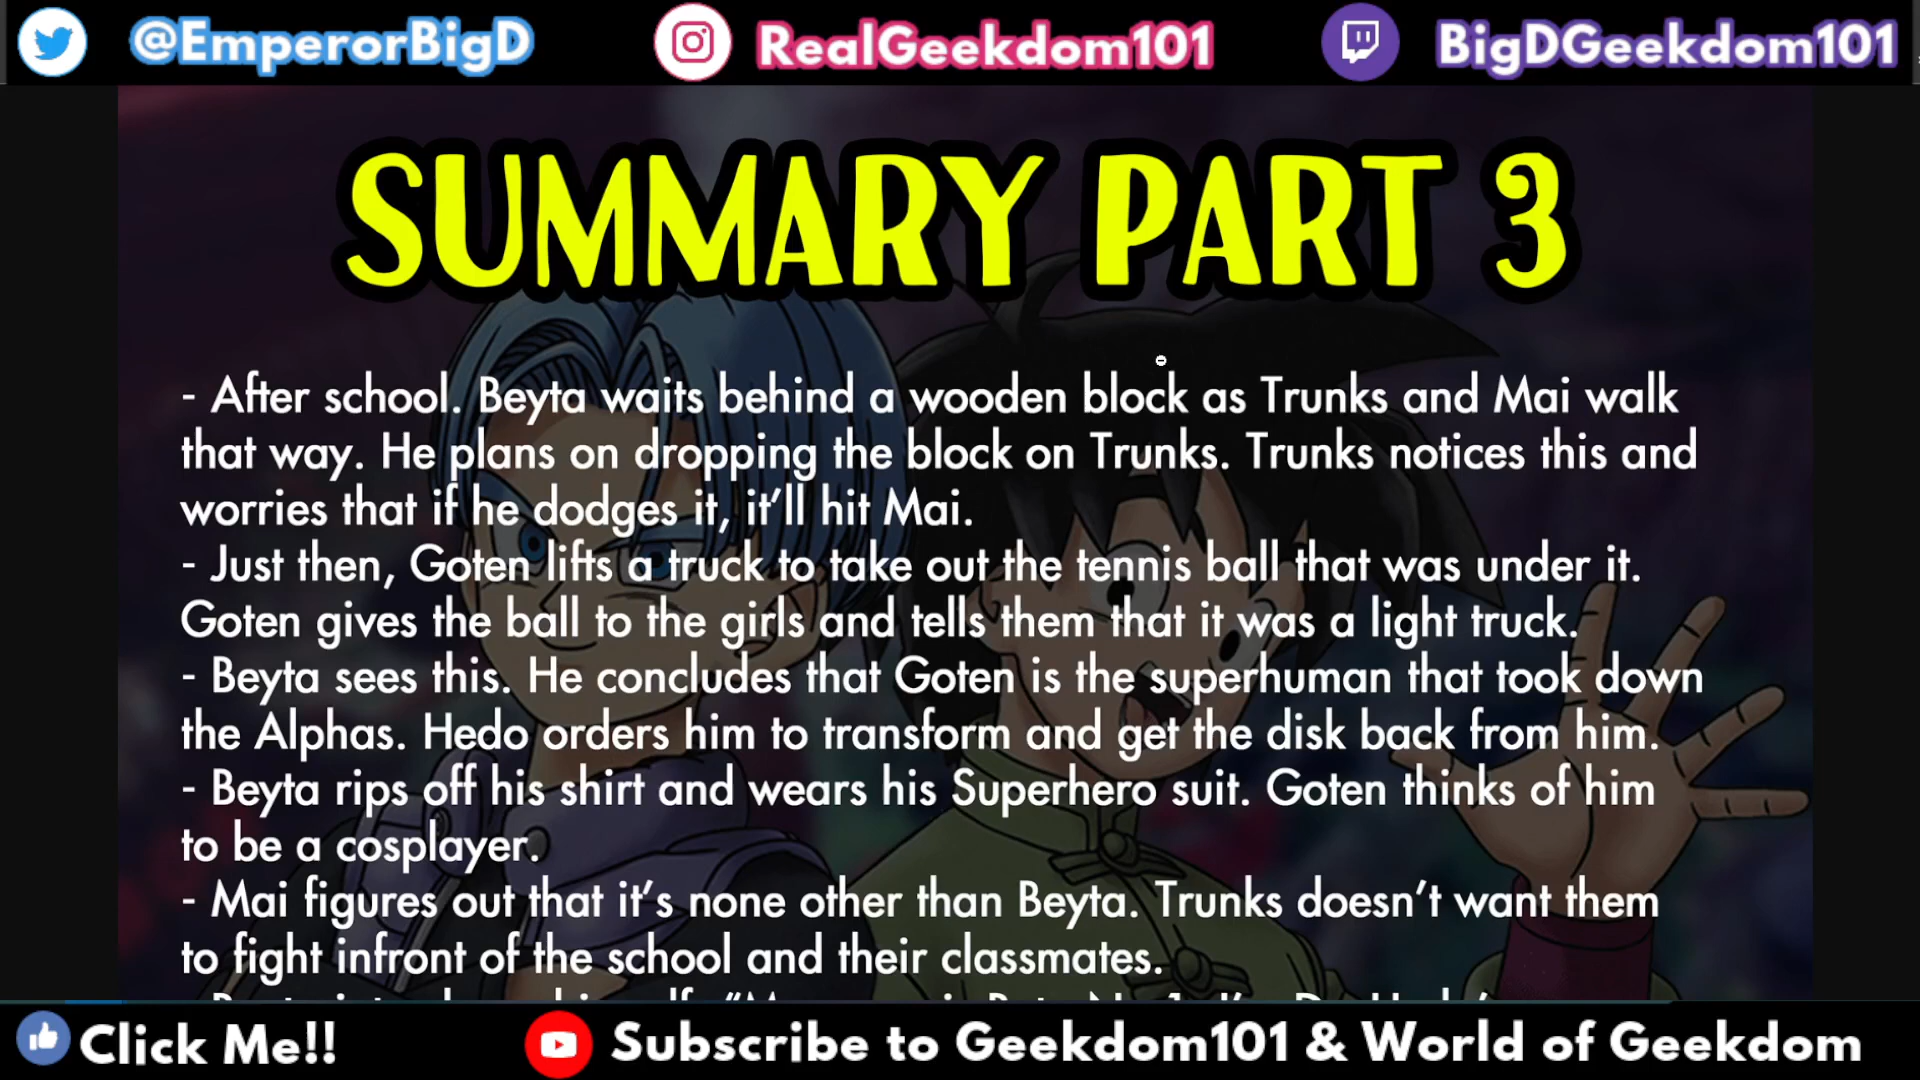 @EmperorBigD RealGeekdom101 BigDGeekdom101
SUMMARY PART 3
- After school. Beyta waits behind a wooden block as Trunks and Mai walk
that way. He plans on dropping the block on Trunks. Trunks notices this and
worries that if he dodges it, it'll hit Mai.
- Just then, Goten lifts a truck to take out the tennis ball that was under it.
Goten gives the ball to the girls and tells them that it was a light truck.
- Beyta sees this. He concludes that Goten is the superhuman that took down
the Alphas. Hedo orders him to transform and get the disk back from him.
- Beyta rips off his shirt and wears his Superhero suit. Goten thinks of him
to be a cosplayer.
- Mai figures out that it's none other than Beyta. Trunks doesn't want them
to fight infront of the school and their classmates.
Click Me!! Subscribe to Geekdom101 & World of Geekdom